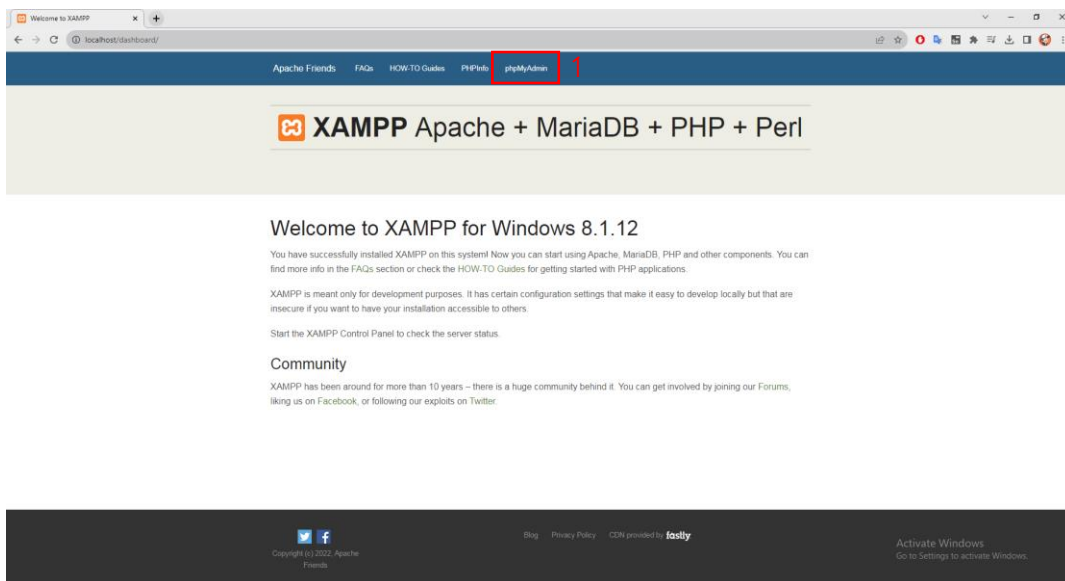 Welcome to XAMPP
localhost/dashboard/
Apache Friends FAQs HOW-TO Guides PHPInfo phpMyAdmin 1
XAMPP Apache + MariaDB + PHP + Perl
Welcome to XAMPP for Windows 8.1.12
You have successfully installed XAMPP on this system! Now you can start using Apache, MariaDB, PHP and other components. You can
find more info in the FAQs section or check the HOW-TO Guides for getting started with PHP applications.
XAMPP is meant only for development purposes. It has certain configuration settings that make it easy to develop locally but that are
insecure if you want to have your installation accessible to others.
Start the XAMPP Control Panel to check the server status.
Community
XAMPP has been around for more than 10 years – there is a huge community behind it. You can get involved by joining our Forums,
liking us on Facebook, or following our exploits on Twitter.
Blog Privacy Policy CDN provided by fastly
Copyright (c) 2022, Apache
Friends
Activate Windows
Go to Settings to activate Windows.